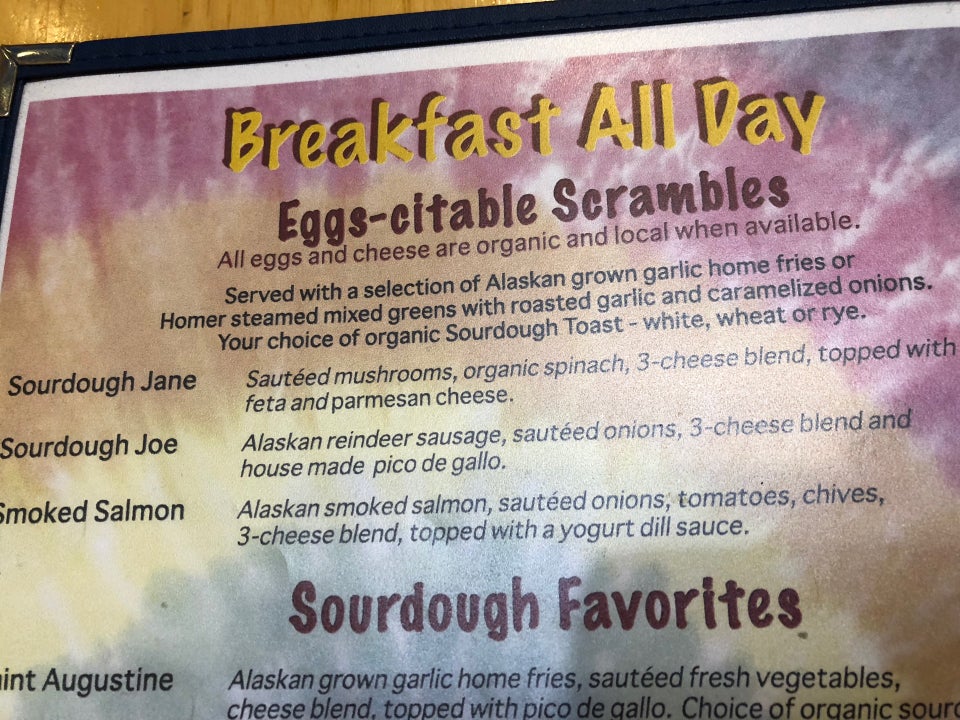 Breakfast All Day
Eggs-citable Scrambles
All eggs and cheese are organic and local when available.
Served with a selection of Alaskan grown garlic home fries or
Homer steamed mixed greens with roasted garlic and caramelized onions.
Your choice of organic Sourdough Toast - white, wheat or rye.
Sourdough Jane Sautéed mushrooms, organic spinach, 3-cheese blend, topped with
feta and parmesan cheese.
Sourdough Joe Alaskan reindeer sausage, sautéed onions, 3-cheese blend and
house made pico de gallo.
Smoked Salmon Alaskan smoked salmon, sautéed onions, tomatoes, chives,
3-cheese blend, topped with a yogurt dill sauce.
Sourdough Favorites
Augustine Alaskan grown garlic home fries, sautéed fresh vegetables,
cheese blend, topped with pico de gallo. Choice of organic